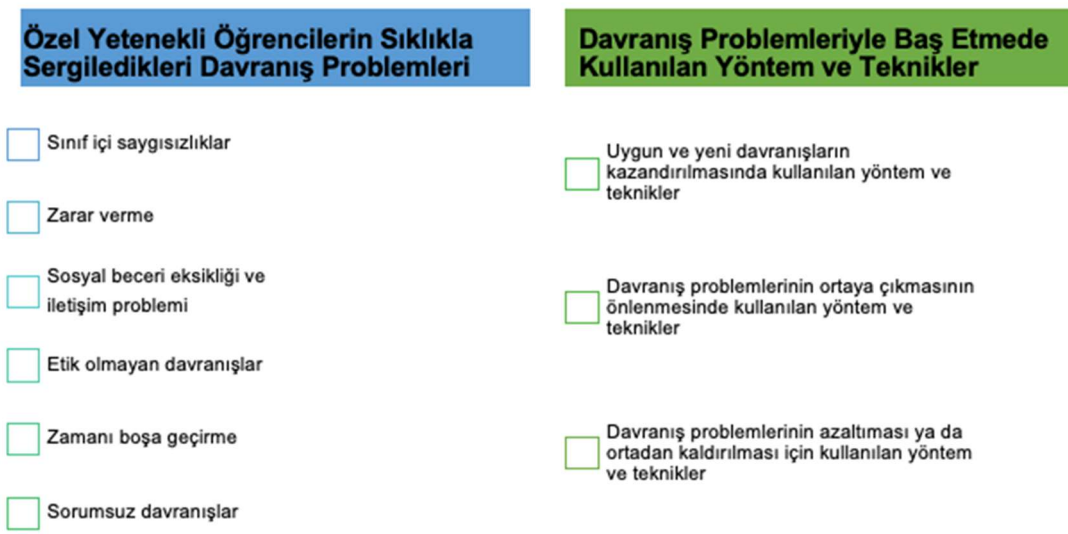 Özel Yetenekli Öğrencilerin Sıklıkla
Sergiledikleri Davranış Problemleri
Sınıf içi saygısızlıklar
Zarar verme
Sosyal beceri eksikliği ve
iletişim problemi
Etik olmayan davranışlar
Zamanı boşa geçirme
Sorumsuz davranışlar
Davranış Problemleriyle Baş Etmede
Kullanılan Yöntem ve Teknikler
Uygun ve yeni davranışların
kazandırılmasında kullanılan yöntem ve
teknikler
Davranış problemlerinin ortaya çıkmasının
önlenmesinde kullanılan yöntem ve
teknikler
Davranış problemlerinin azaltıması ya da
ortadan kaldırılması için kullanılan yöntem
ve teknikler